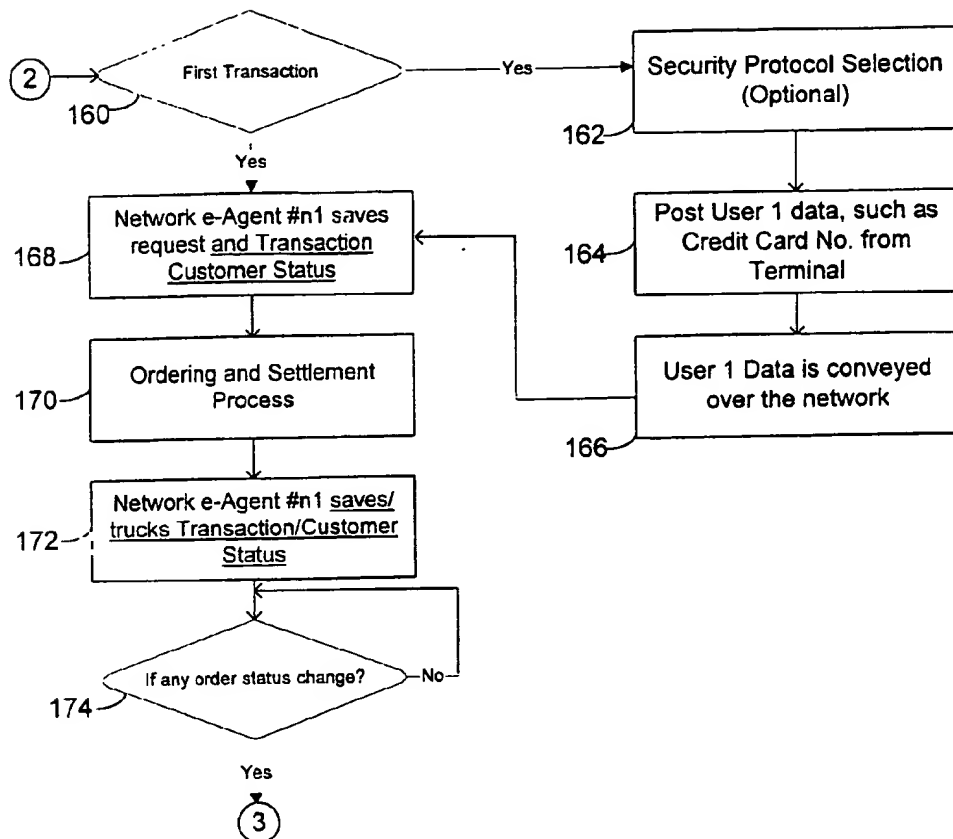 2
First Transaction
Yes
160
Security Protocol Selection
(Optional)
162
Yes
Network e-Agent #n1 saves
request and Transaction
Customer Status
168
Post User 1 data, such as
Credit Card No. from
Terminal
164
Ordering and Settlement
Process
170
User 1 Data is conveyed
over the network
166
Network e-Agent #n1 saves/
trucks Transaction/Customer
Status
172
If any order status change?
No
174
Yes
3